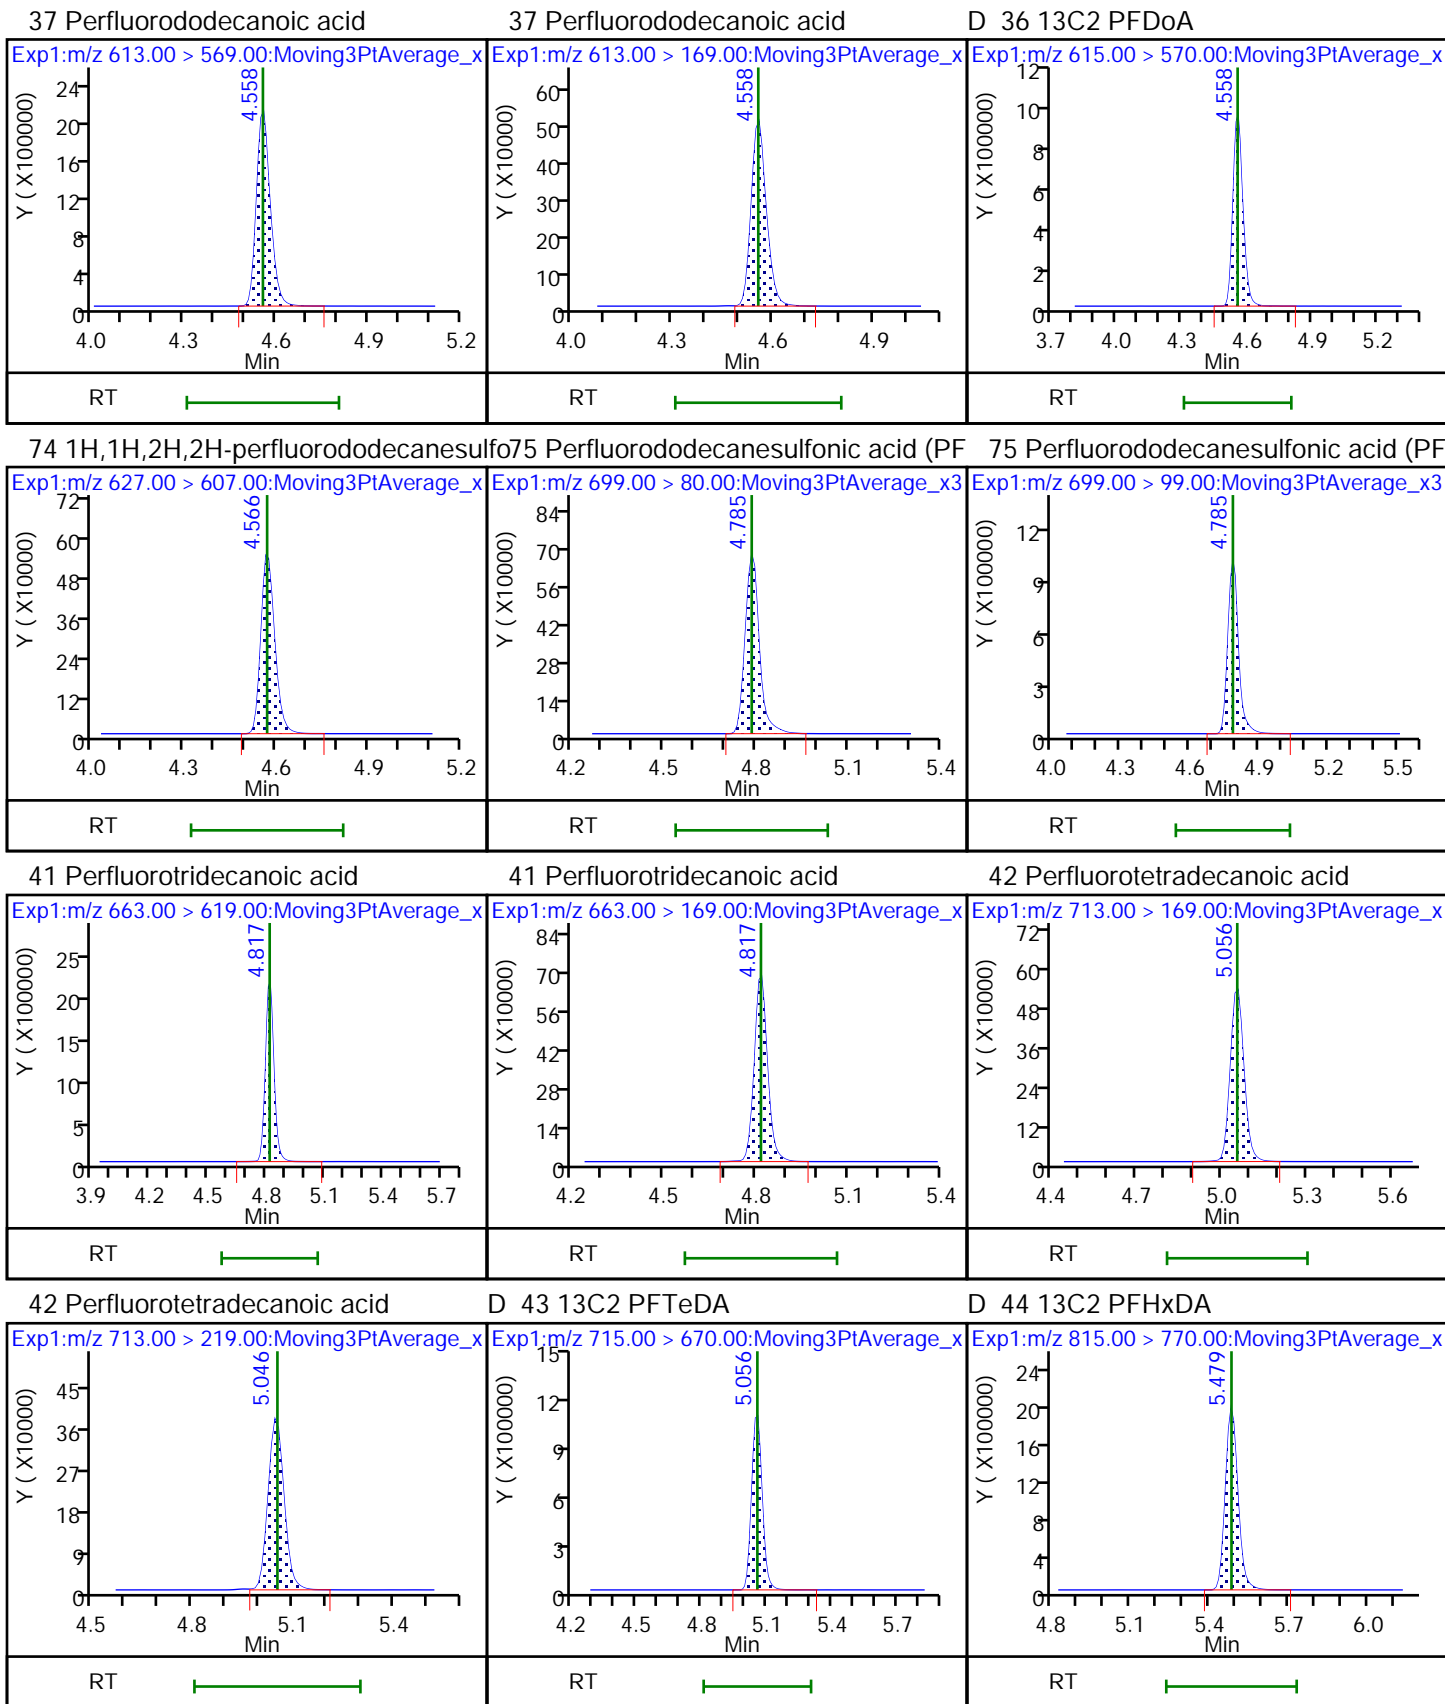 37 Perfluorododecanoic acid
Exp1:m/z 613.00 > 569.00:Moving3PtAverage_x
Y ( X100000)
24
20
16
12
8
4
0
4.558
4.0 4.3 4.6 4.9 5.2
Min
RT
37 Perfluorododecanoic acid
Exp1:m/z 613.00 > 169.00:Moving3PtAverage_x
Y ( X10000)
60
50
40
30
20
10
0
4.558
4.0 4.3 4.6 4.9
Min
RT
D 36 13C2 PFDoA
Exp1:m/z 615.00 > 570.00:Moving3PtAverage_x
Y ( X100000)
12
10
8
6
4
2
0
4.558
3.7 4.0 4.3 4.6 4.9 5.2
Min
RT
74 1H,1H,2H,2H-perfluorododecanesulfo
Exp1:m/z 627.00 > 607.00:Moving3PtAverage_x
Y ( X10000)
72
60
48
36
24
12
0
4.566
4.0 4.3 4.6 4.9 5.2
Min
RT
75 Perfluorododecanesulfonic acid (PF
Exp1:m/z 699.00 > 80.00:Moving3PtAverage_x3
Y ( X10000)
84
70
56
42
28
14
0
4.785
4.2 4.5 4.8 5.1 5.4
Min
RT
75 Perfluorododecanesulfonic acid (PF
Exp1:m/z 699.00 > 99.00:Moving3PtAverage_x3
Y ( X100000)
12
9
6
3
0
4.785
4.0 4.3 4.6 4.9 5.2 5.5
Min
RT
41 Perfluorotridecanoic acid
Exp1:m/z 663.00 > 619.00:Moving3PtAverage_x
Y ( X100000)
25
20
15
10
5
0
4.817
3.9 4.2 4.5 4.8 5.1 5.4 5.7
Min
RT
41 Perfluorotridecanoic acid
Exp1:m/z 663.00 > 169.00:Moving3PtAverage_x
Y ( X10000)
84
70
56
42
28
14
0
4.817
4.2 4.5 4.8 5.1 5.4
Min
RT
42 Perfluorotetradecanoic acid
Exp1:m/z 713.00 > 169.00:Moving3PtAverage_x
Y ( X10000)
72
60
48
36
24
12
0
5.056
4.4 4.7 5.0 5.3 5.6
Min
RT
42 Perfluorotetradecanoic acid
Exp1:m/z 713.00 > 219.00:Moving3PtAverage_x
Y ( X10000)
45
36
27
18
9
0
5.046
4.5 4.8 5.1 5.4
Min
RT
D 43 13C2 PFTeDA
Exp1:m/z 715.00 > 670.00:Moving3PtAverage_x
Y ( X100000)
15
12
9
6
3
0
5.056
4.2 4.5 4.8 5.1 5.4 5.7
Min
RT
D 44 13C2 PFHxDA
Exp1:m/z 815.00 > 770.00:Moving3PtAverage_x
Y ( X100000)
24
20
16
12
8
4
0
5.479
4.8 5.1 5.4 5.7 6.0
Min
RT